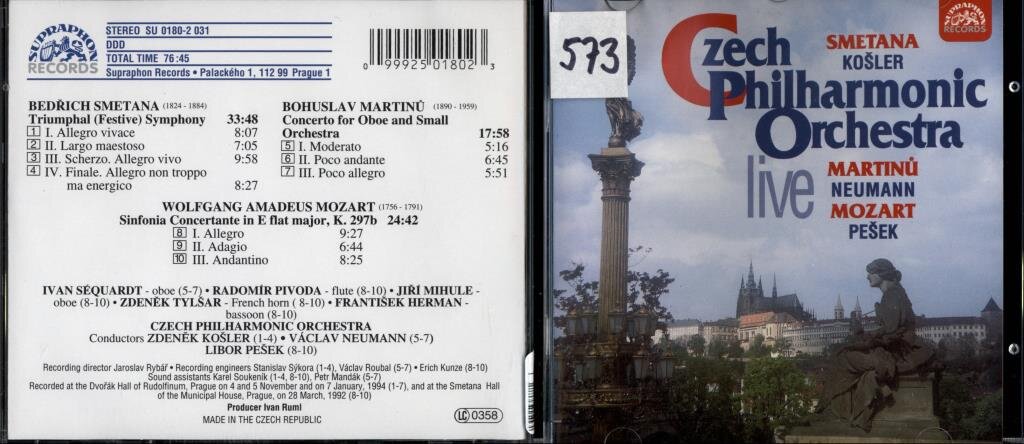 SUPRAPHON
RECORDS
STEREO SU 0180-2 031
DDD
TOTAL TIME 76:45
Supraphon Records • Palackého 1, 112 99 Prague 1
0 99925 01802 3
BEDŘICH SMETANA (1824 - 1884)
Triumphal (Festive) Symphony 33:48
1 I. Allegro vivace 8:07
2 II. Largo maestoso 7:05
3 III. Scherzo. Allegro vivo 9:58
4 IV. Finale. Allegro non troppo
ma energico 8:27
BOHUSLAV MARTINŮ (1890 - 1959)
Concerto for Oboe and Small
Orchestra 17:58
5 I. Moderato 5:16
6 II. Poco andante 6:45
7 III. Poco allegro 5:51
WOLFGANG AMADEUS MOZART (1756 - 1791)
Sinfonia Concertante in E flat major, K. 297b 24:42
8 I. Allegro 9:27
9 II. Adagio 6:44
10 III. Andantino 8:25
IVAN SÉQUARDT - oboe (5-7) • RADOMÍR PIVODA - flute (8-10) • JIŘÍ MIHULE -
oboe (8-10) • ZDENĚK TYLŠAR - French horn (8-10) • FRANTIŠEK HERMAN -
bassoon (8-10)
CZECH PHILHARMONIC ORCHESTRA
Conductors ZDENĚK KOŠLER (1-4) • VÁCLAV NEUMANN (5-7)
LIBOR PEŠEK (8-10)
Recording director Jaroslav Rybář • Recording engineers Stanislav Sýkora (1-4), Václav Roubal (5-7) • Erich Kunze (8-10)
Sound assistants Karel Soukeník (1-4, 8-10), Petr Mandák (5-7)
Recorded at the Dvořák Hall of Rudolfinum, Prague on 4 and 5 November and on 7 January, 1994 (1-7), and at the Smetana Hall
of the Municipal House, Prague, on 28 March, 1992 (8-10)
Producer Ivan Ruml
MADE IN THE CZECH REPUBLIC
LC 0358
573
SUPRAPHON
RECORDS
Czech
Philharmonic
Orchestra
live
SMETANA
KOŠLER
MARTINŮ
NEUMANN
MOZART
PEŠEK